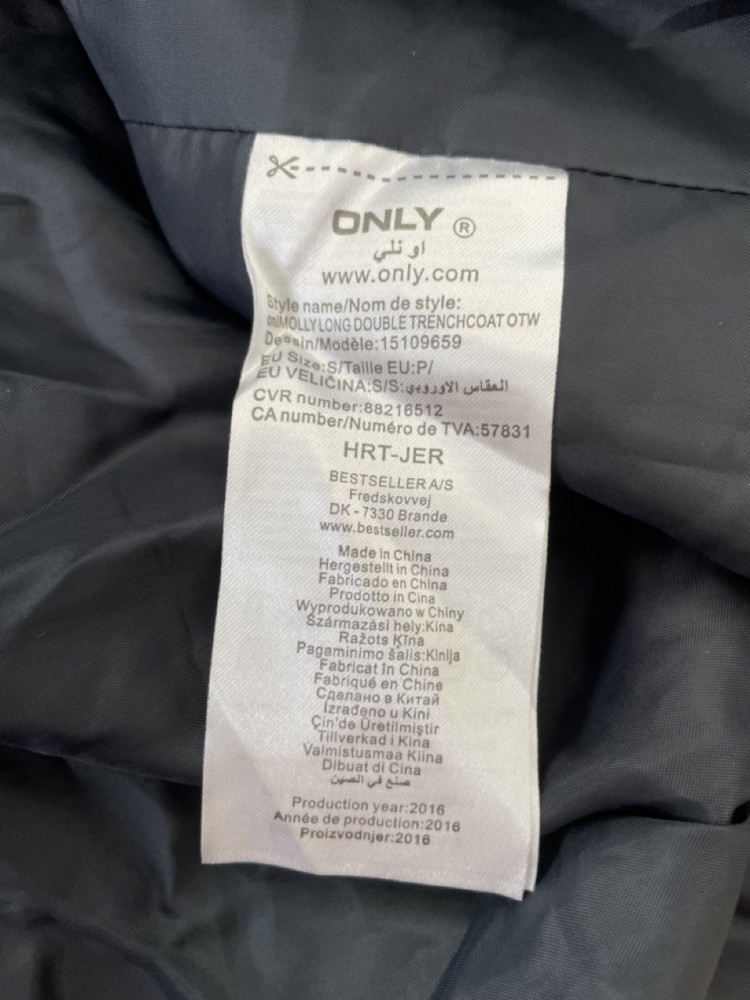 ONLY ®
او نلي
www.only.com
Style name/Nom de style:
onlMOLLY LONG DOUBLE TRENCHCOAT OTW
Dessin/Modèle:15109659
EU Size:S/Taille EU:P/
EU VELIČINA:S/S:المقاس الاوروبي
CVR number:88216512
CA number/Numéro de TVA:57831
HRT-JER
BESTSELLER A/S
Fredskovvej
DK - 7330 Brande
www.bestseller.com
Made in China
Hergestellt in China
Fabricado en China
Prodotto in Cina
Wyprodukowano w Chiny
Származási hely:Kina
Ražots Ķīna
Pagaminimo šalis:Kinija
Fabricat în China
Fabriqué en Chine
Сделано в Китай
Izrađeno u Kini
Çin'de Üretilmiştir
Tillverkad i Kina
Valmistusmaa Kiina
Dibuat di Cina
صنع في الصين
Production year:2016
Année de production:2016
Proizvodnjer:2016